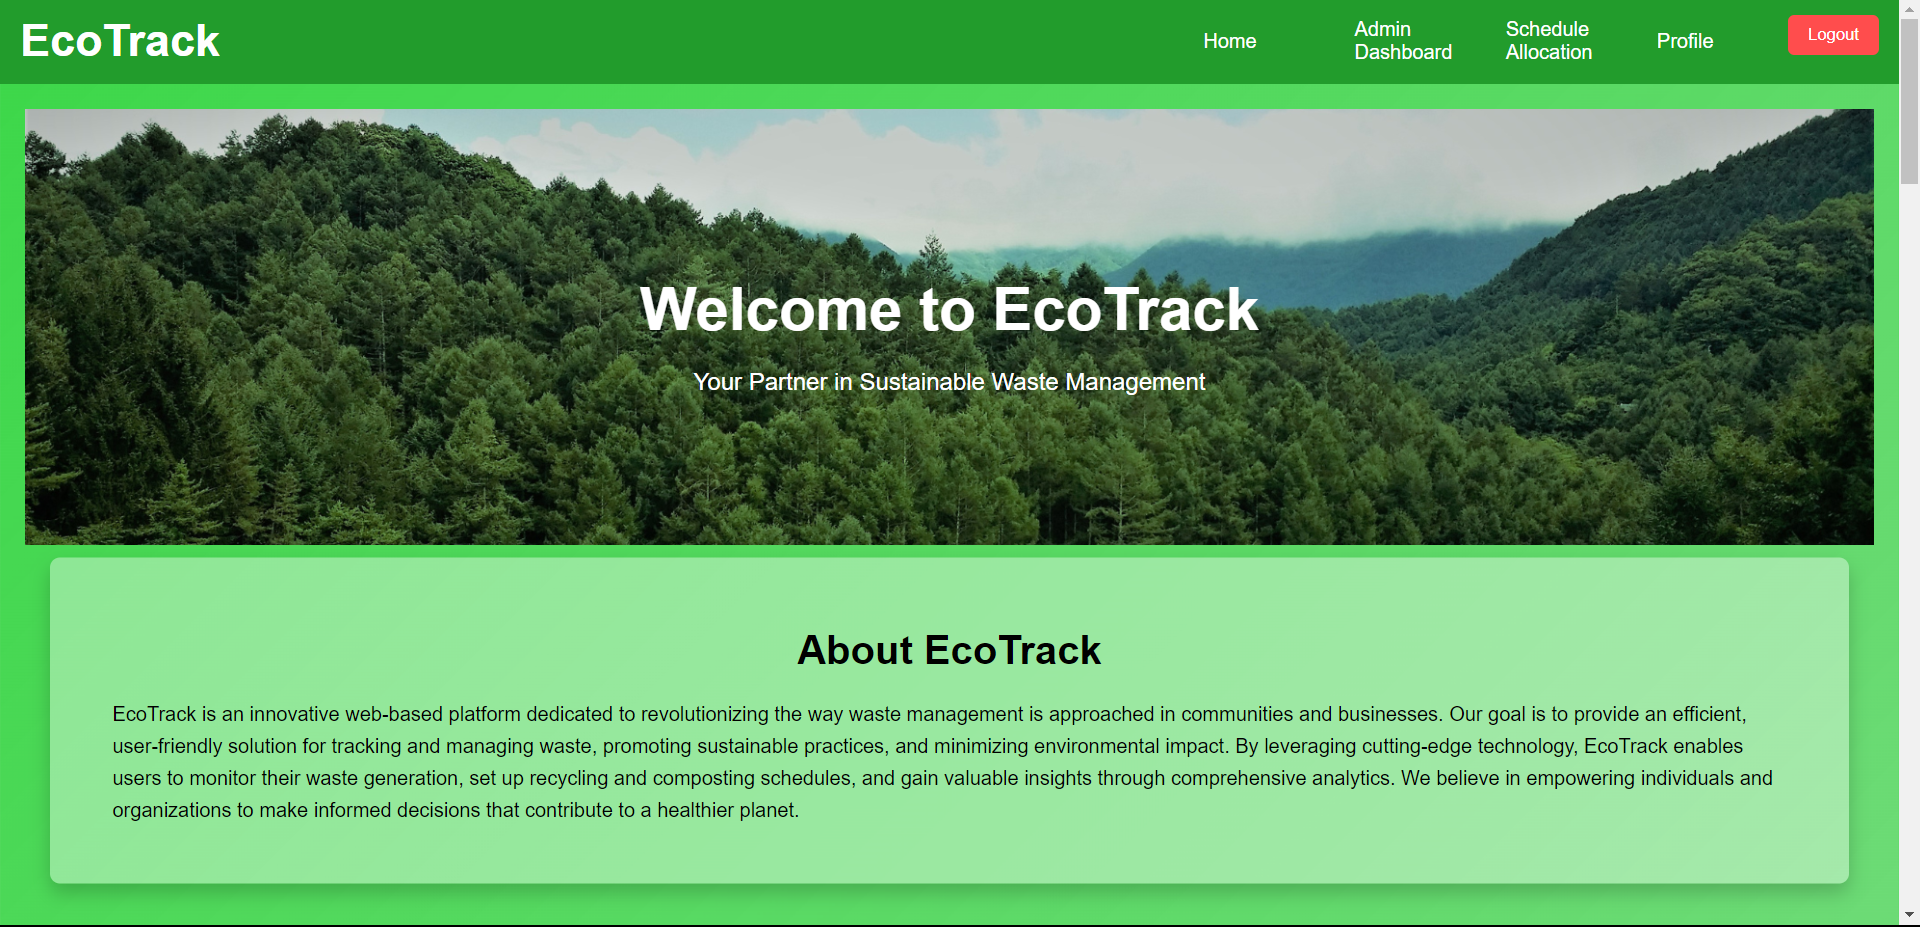 EcoTrack
Home
Admin
Dashboard
Schedule
Allocation
Profile
Logout
Welcome to EcoTrack
Your Partner in Sustainable Waste Management
About EcoTrack
EcoTrack is an innovative web-based platform dedicated to revolutionizing the way waste management is approached in communities and businesses. Our goal is to provide an efficient,
user-friendly solution for tracking and managing waste, promoting sustainable practices, and minimizing environmental impact. By leveraging cutting-edge technology, EcoTrack enables
users to monitor their waste generation, set up recycling and composting schedules, and gain valuable insights through comprehensive analytics. We believe in empowering individuals and
organizations to make informed decisions that contribute to a healthier planet.